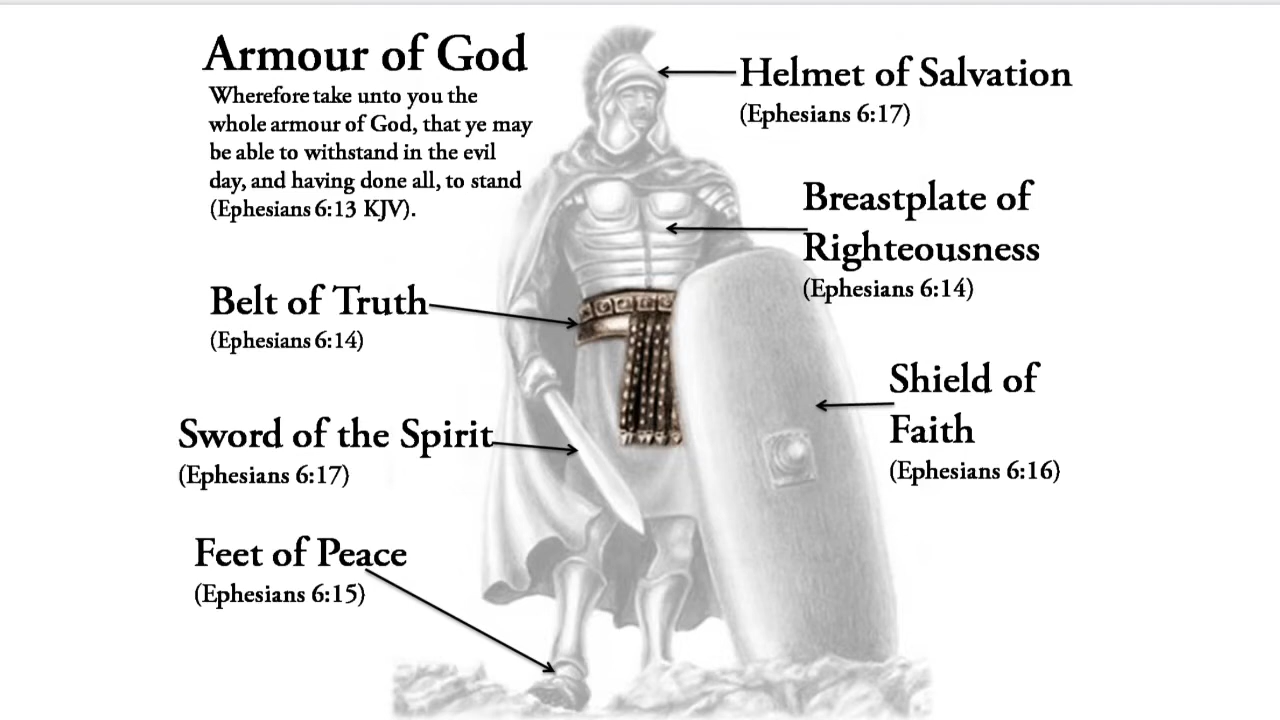 Armour of God
Wherefore take unto you the
whole armour of God, that ye may
be able to withstand in the evil
day, and having done all, to stand
(Ephesians 6:13 KJV).
Helmet of Salvation
(Ephesians 6:17)
Breastplate of
Righteousness
(Ephesians 6:14)
Belt of Truth
(Ephesians 6:14)
Shield of
Faith
(Ephesians 6:16)
Sword of the Spirit
(Ephesians 6:17)
Feet of Peace
(Ephesians 6:15)